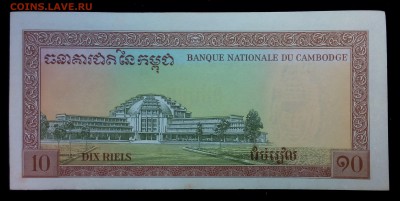 COINS.LAVE.RU
ធនាគារជាតិនៃកម្ពុជា
BANQUE NATIONALE DU CAMBODGE
10
DIX RIELS
១០